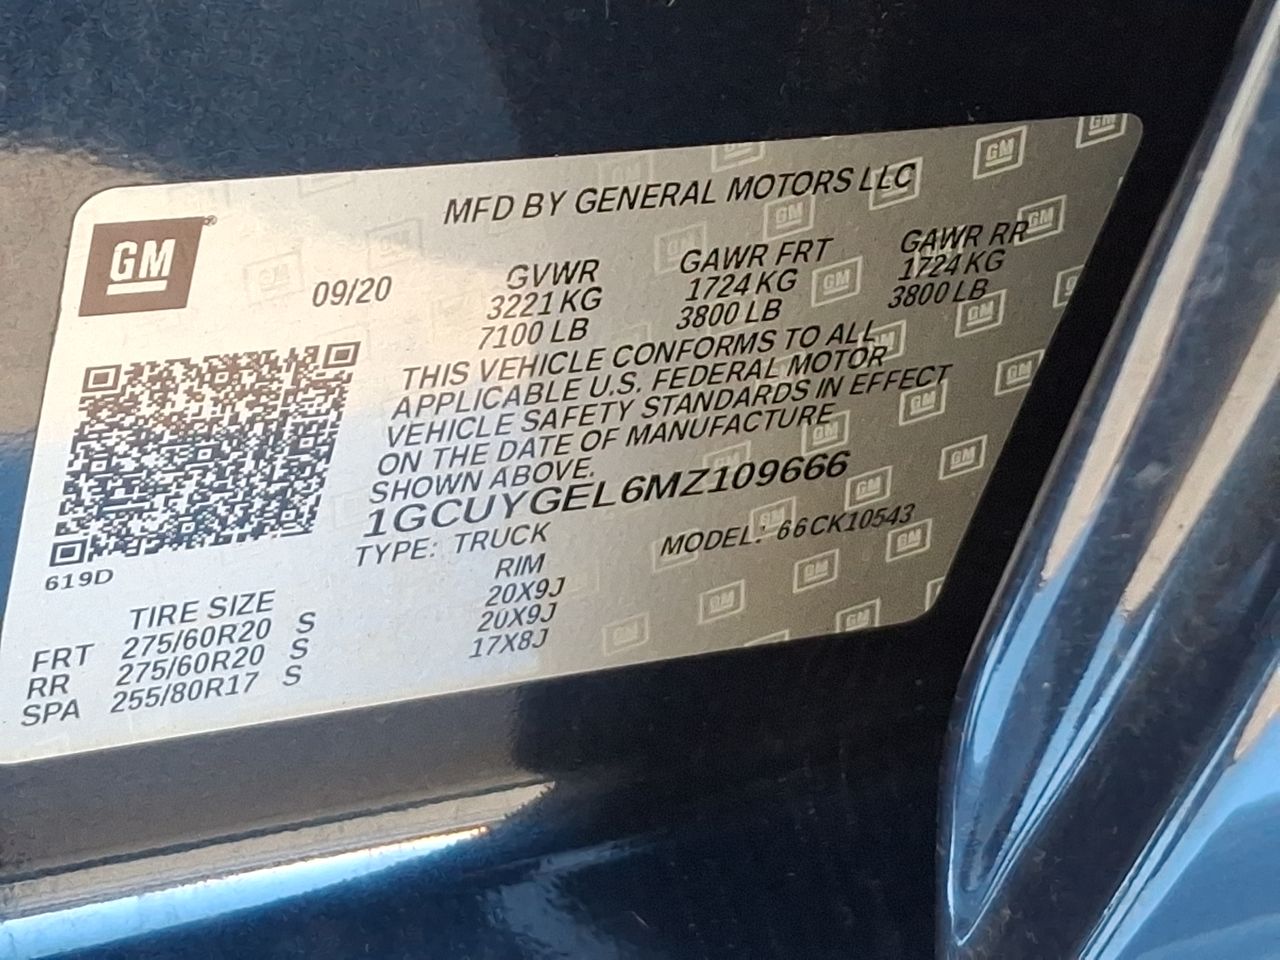 GM
MFD BY GENERAL MOTORS LLC
09/20
GVWR GAWR FRT GAWR RR
3221 KG 1724 KG 1724 KG
7100 LB 3800 LB 3800 LB
THIS VEHICLE CONFORMS TO ALL
APPLICABLE U.S. FEDERAL MOTOR
VEHICLE SAFETY STANDARDS IN EFFECT
ON THE DATE OF MANUFACTURE
SHOWN ABOVE.
1GCUYGEL6MZ109666
TYPE: TRUCK MODEL: 66CK10543
619D
TIRE SIZE RIM
FRT 275/60R20 S 20X9J
RR 275/60R20 S 20X9J
SPA 255/80R17 S 17X8J